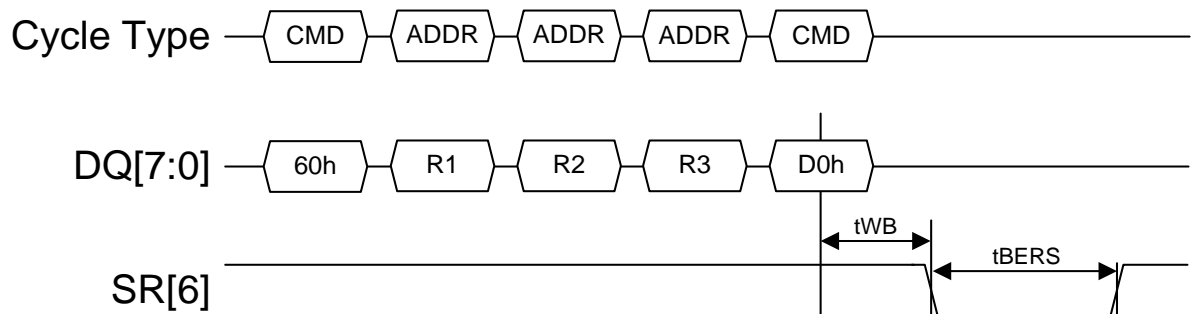 Cycle Type CMD ADDR ADDR ADDR CMD
DQ[7:0] 60h R1 R2 R3 D0h
tWB
tBERS
SR[6]